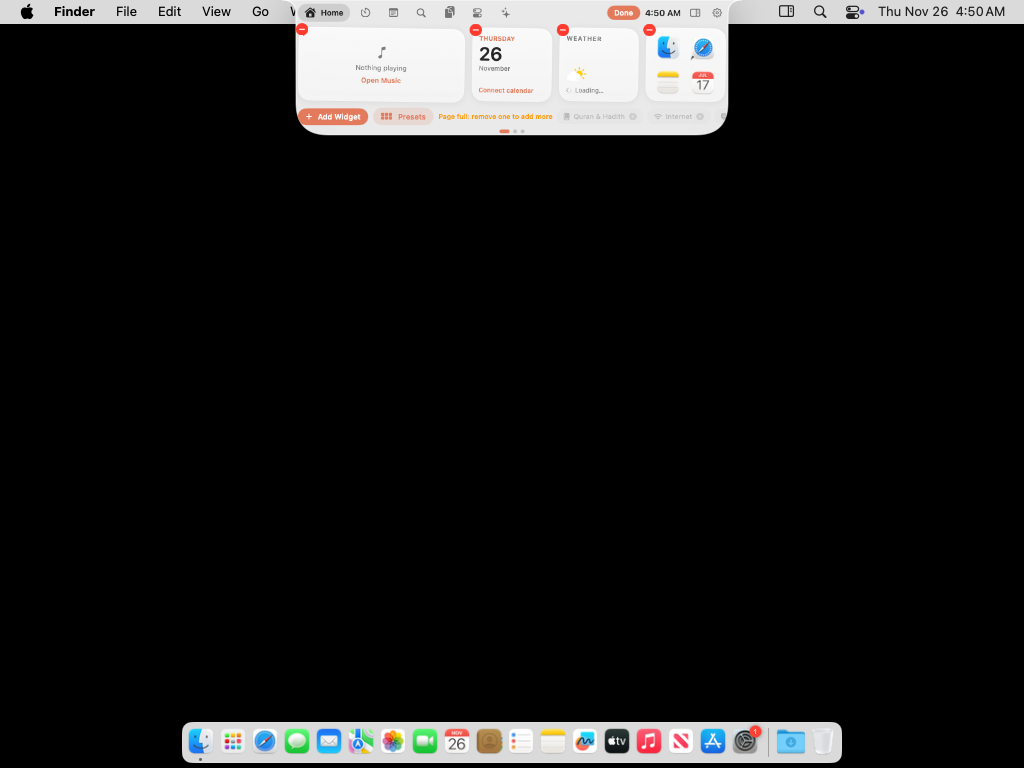 Finder File Edit View Go
Home
Done 4:50 AM
Thu Nov 26 4:50 AM
Nothing playing
Open Music
THURSDAY
26
November
Connect calendar
WEATHER
Loading...
JUL
17
Add Widget
Presets
Page full: remove one to add more
Quran & Hadith
Internet
NOV
26
tv
1